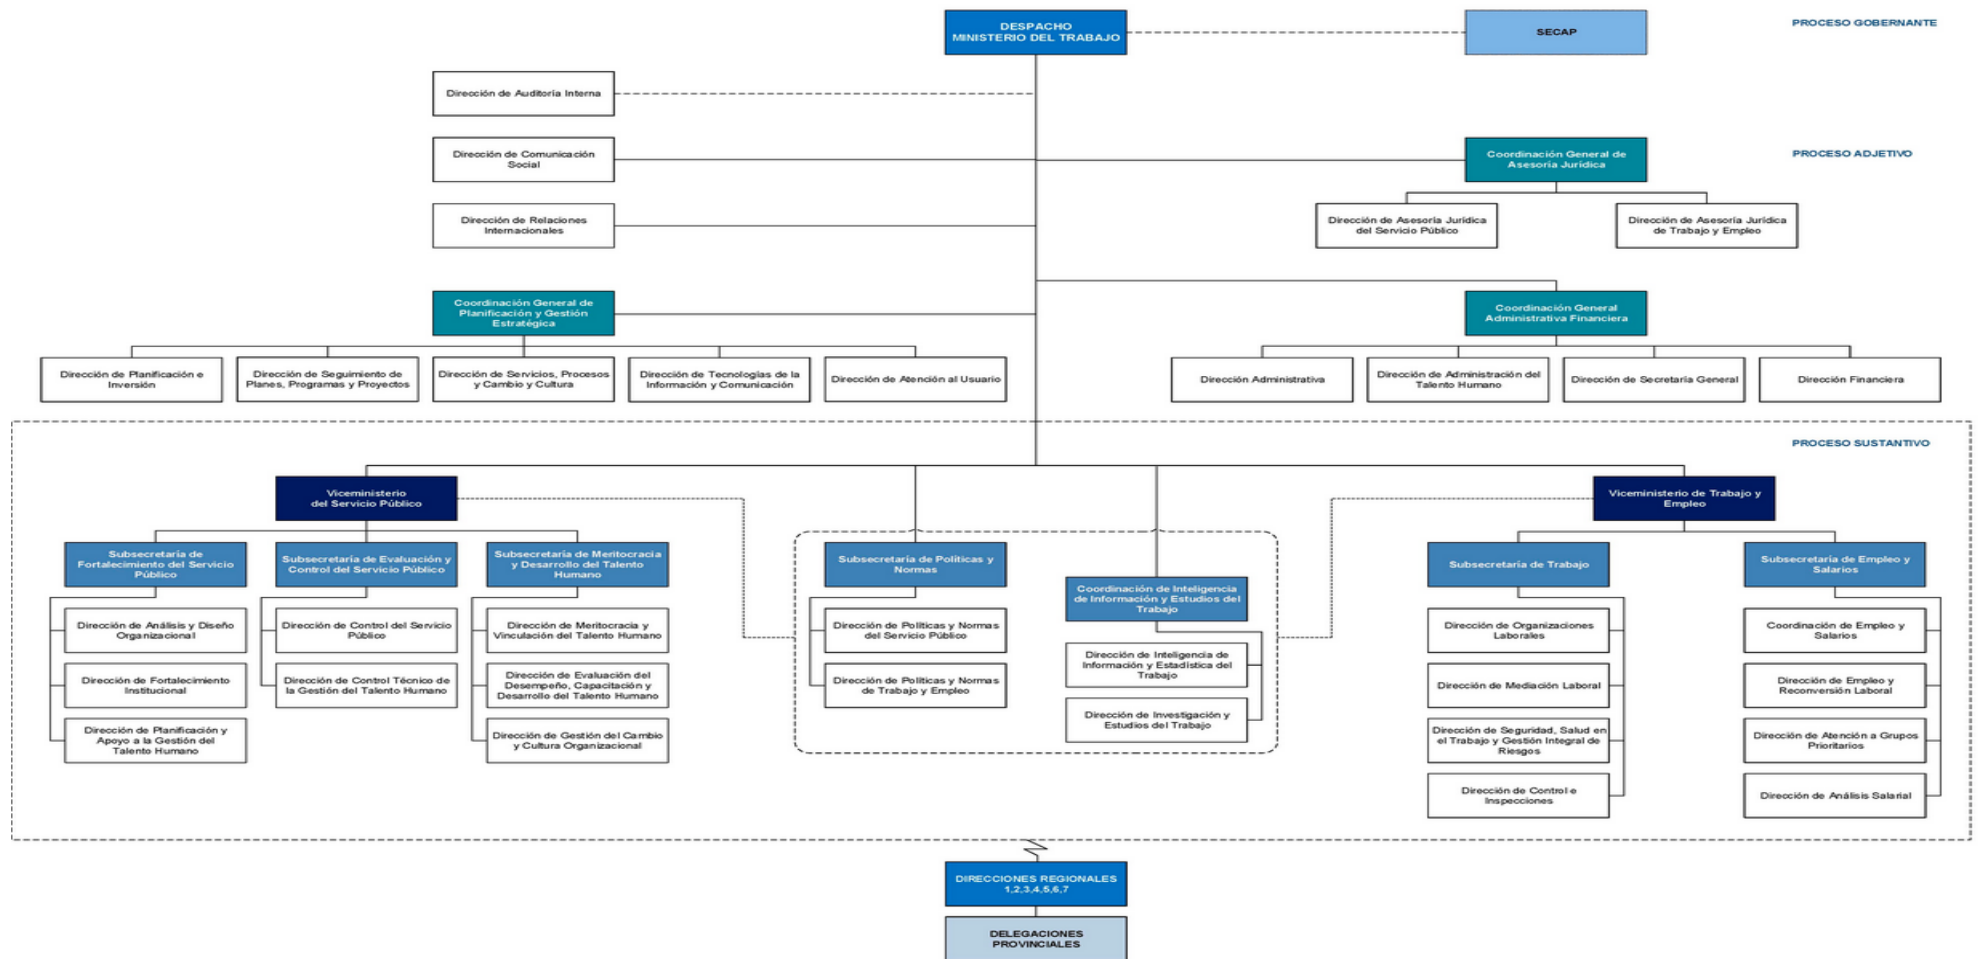 DESPACHO
MINISTERIO DEL TRABAJO
SECAP
PROCESO GOBERNANTE
Dirección de Auditoría Interna
Dirección de Comunicación
Social
Coordinación General de
Asesoría Jurídica
PROCESO ADJETIVO
Dirección de Relaciones
Internacionales
Dirección de Asesoría Jurídica
del Servicio Público
Dirección de Asesoría Jurídica
de Trabajo y Empleo
Coordinación General de
Planificación y Gestión
Estratégica
Coordinación General
Administrativa Financiera
Dirección de Planificación e
Inversión
Dirección de Seguimiento de
Planes, Programas y Proyectos
Dirección de Servicios, Procesos
y Cambio y Cultura
Dirección de Tecnologías de la
Información y Comunicación
Dirección de Atención al Usuario
Dirección Administrativa
Dirección de Administración del
Talento Humano
Dirección de Secretaría General
Dirección Financiera
PROCESO SUSTANTIVO
Viceministerio
del Servicio Público
Viceministerio de Trabajo y
Empleo
Subsecretaría de
Fortalecimiento del Servicio
Público
Subsecretaría de Evaluación y
Control del Servicio Público
Subsecretaría de Meritocracia
y Desarrollo del Talento
Humano
Subsecretaría de Políticas y
Normas
Coordinación de Inteligencia
de Información y Estudios del
Trabajo
Subsecretaría de Trabajo
Subsecretaría de Empleo y
Salarios
Dirección de Análisis y Diseño
Organizacional
Dirección de Fortalecimiento
Institucional
Dirección de Planificación y
Apoyo a la Gestión del
Talento Humano
Dirección de Control del Servicio
Público
Dirección de Control Técnico de
la Gestión del Talento Humano
Dirección de Meritocracia y
Vinculación del Talento Humano
Dirección de Evaluación del
Desempeño, Capacitación y
Desarrollo del Talento Humano
Dirección de Gestión del Cambio
y Cultura Organizacional
Dirección de Políticas y Normas
del Servicio Público
Dirección de Políticas y Normas
de Trabajo y Empleo
Dirección de Inteligencia de
Información y Estadística del
Trabajo
Dirección de Investigación y
Estudios del Trabajo
Dirección de Organizaciones
Laborales
Dirección de Mediación Laboral
Dirección de Seguridad, Salud en
el Trabajo y Gestión Integral de
Riesgos
Dirección de Control e
Inspecciones
Coordinación de Empleo y
Salarios
Dirección de Empleo y
Reconversión Laboral
Dirección de Atención a Grupos
Prioritarios
Dirección de Análisis Salarial
DIRECCIONES REGIONALES
1,2,3,4,5,6,7
DELEGACIONES
PROVINCIALES